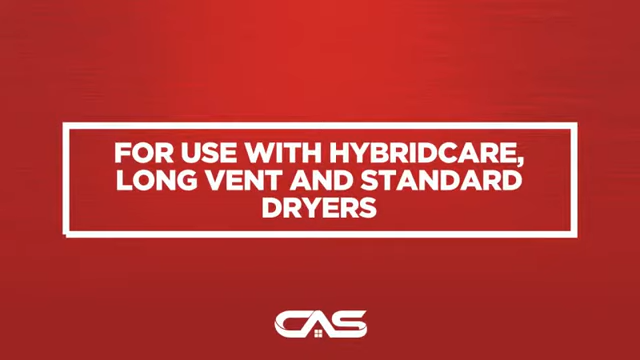 FOR USE WITH HYBRIDCARE,
LONG VENT AND STANDARD
DRYERS
CAS